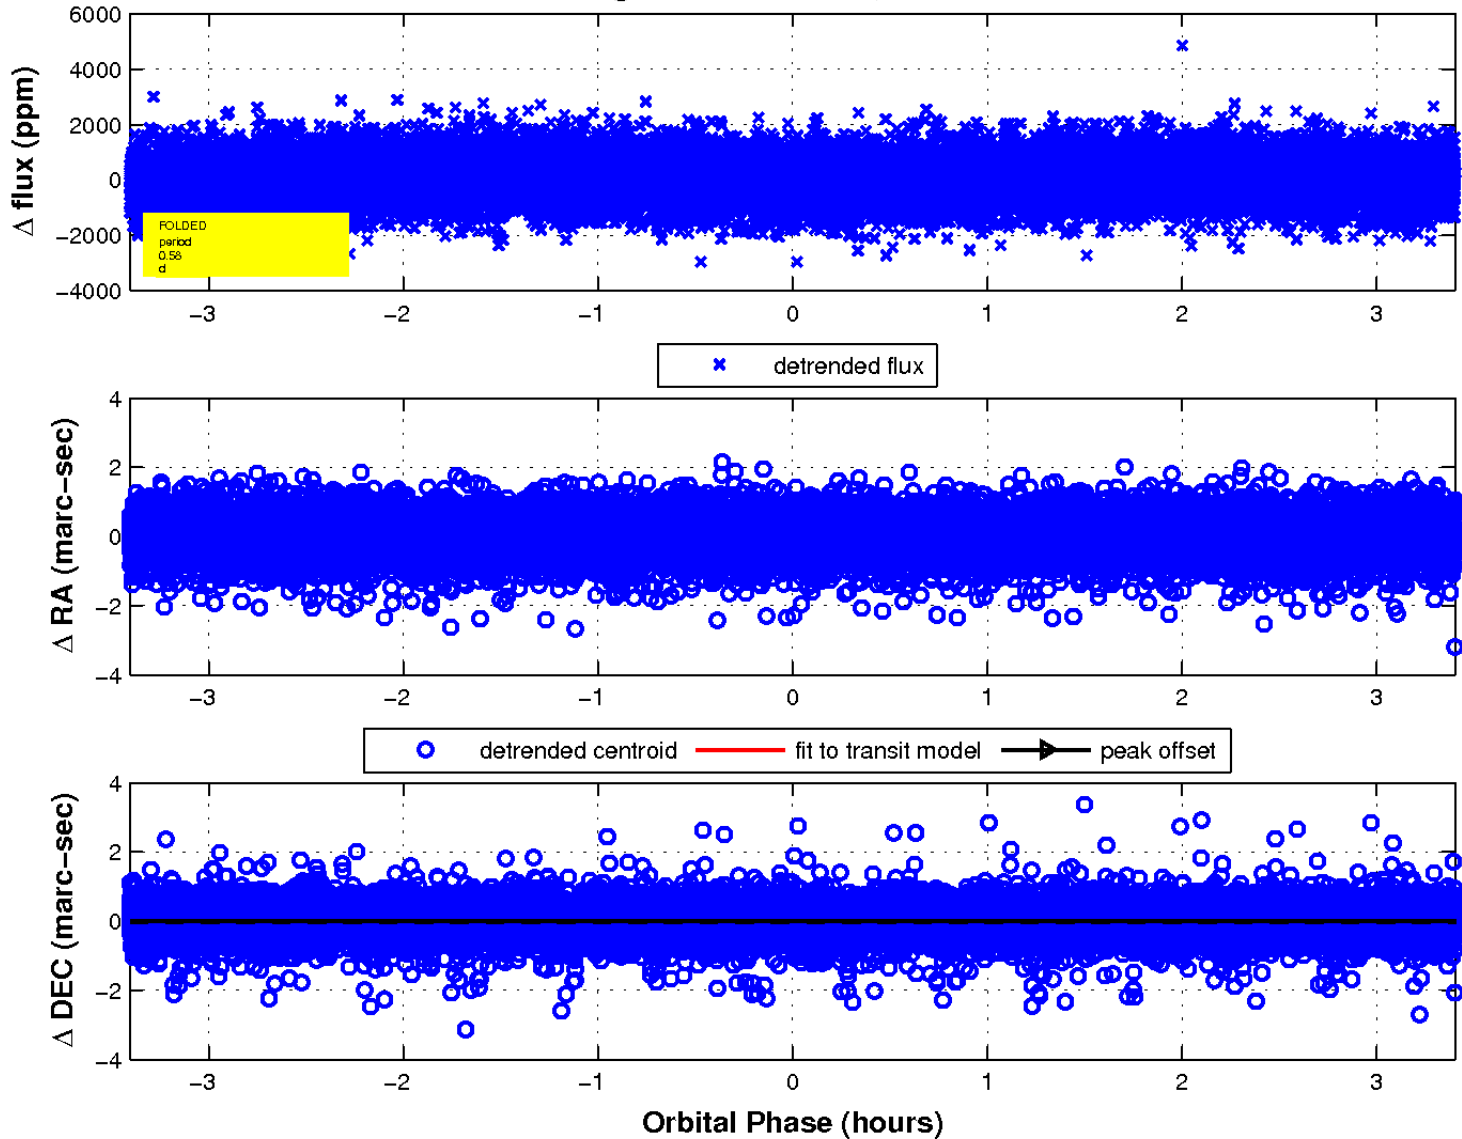 6000
4000
2000
0
−2000
−4000
Δ flux (ppm)
FOLDED
period
0.58
d
−3 −2 −1 0 1 2 3
detrended flux
4
2
0
−2
−4
Δ RA (marc−sec)
−3 −2 −1 0 1 2 3
detrended centroid fit to transit model peak offset
4
2
0
−2
−4
Δ DEC (marc−sec)
−3 −2 −1 0 1 2 3
Orbital Phase (hours)